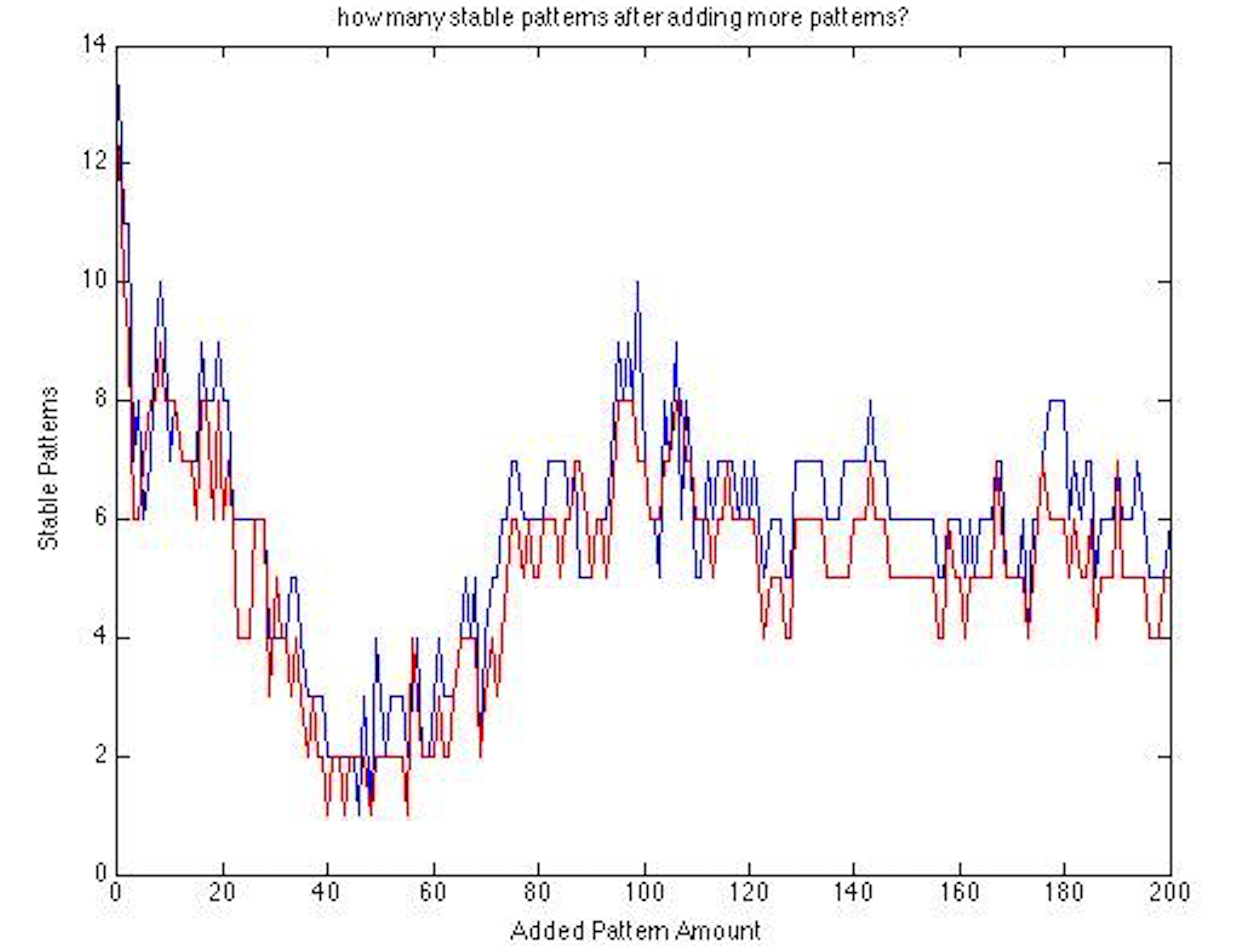 how many stable patterns after adding more patterns?
14
12
10
8
6
4
2
0
Stable Patterns
0 20 40 60 80 100 120 140 160 180 200
Added Pattern Amount